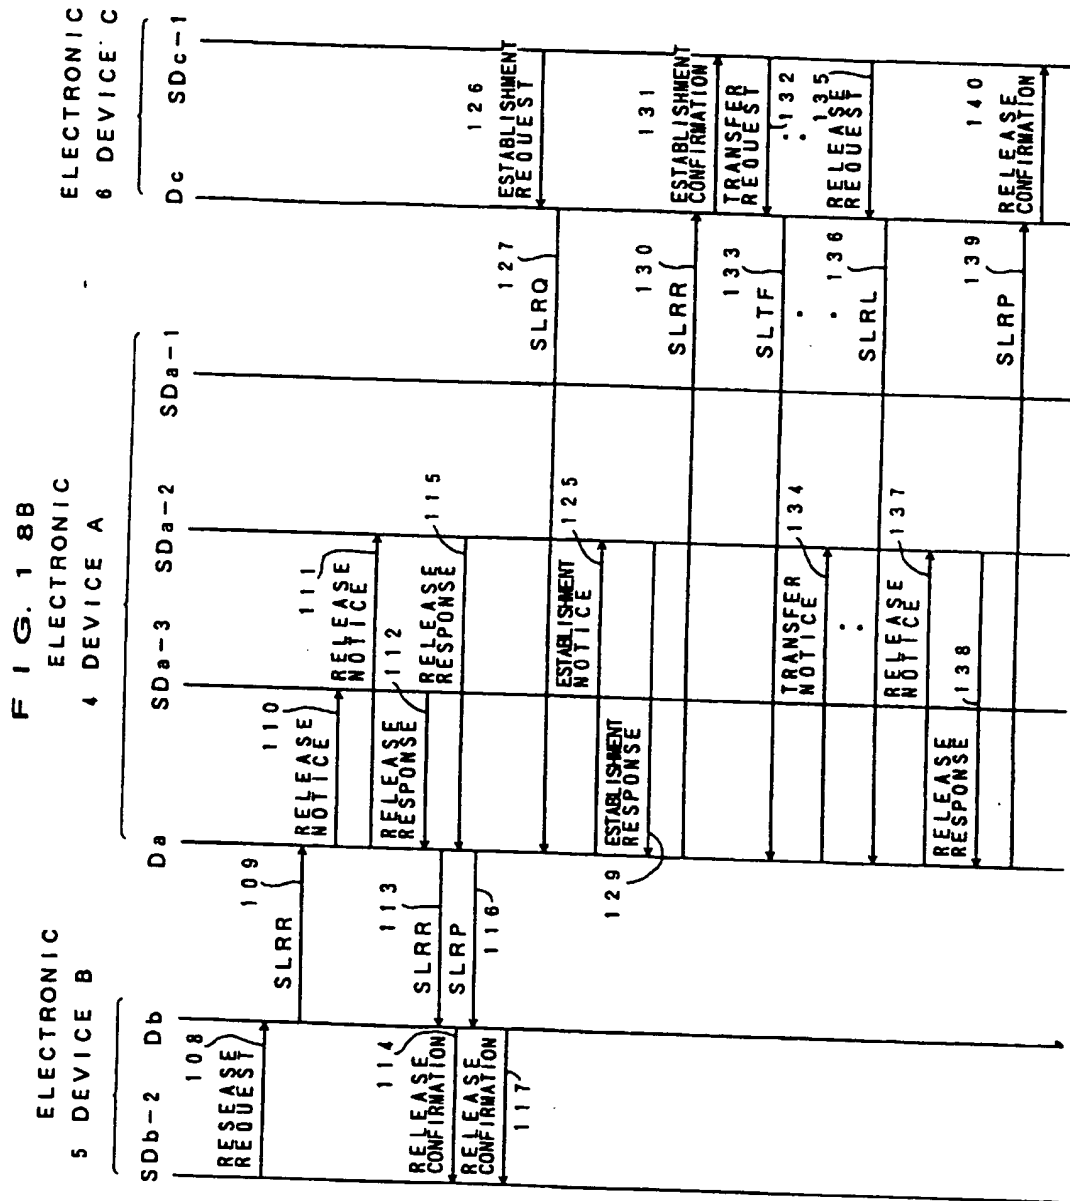 F I G. 1 8 B
ELECTRONIC
5 DEVICE B
ELECTRONIC
4 DEVICE A
ELECTRONIC
6 DEVICE C
SDb-2
Db
Da
SDa-3
SDa-2
SDa-1
Dc
SDc-1
108
RESEASE
REQUEST
109
SLRR
110
RELEASE
NOTICE
111
RELEASE
NOTICE
112
RELEASE
RESPONSE
113
SLRR
114
RELEASE
CONFIRMATION
115
RELEASE
RESPONSE
116
SLRP
117
RELEASE
CONFIRMATION
126
ESTABLISHMENT
REQUEST
127
SLRQ
125
ESTABLISHMENT
NOTICE
129
ESTABLISHMENT
RESPONSE
130
SLRR
131
ESTABLISHMENT
CONFIRMATION
132
TRANSFER
REQUEST
133
SLTF
134
TRANSFER
NOTICE
135
RELEASE
REQUEST
136
SLRL
137
RELEASE
NOTICE
138
RELEASE
RESPONSE
139
SLRP
140
RELEASE
CONFIRMATION